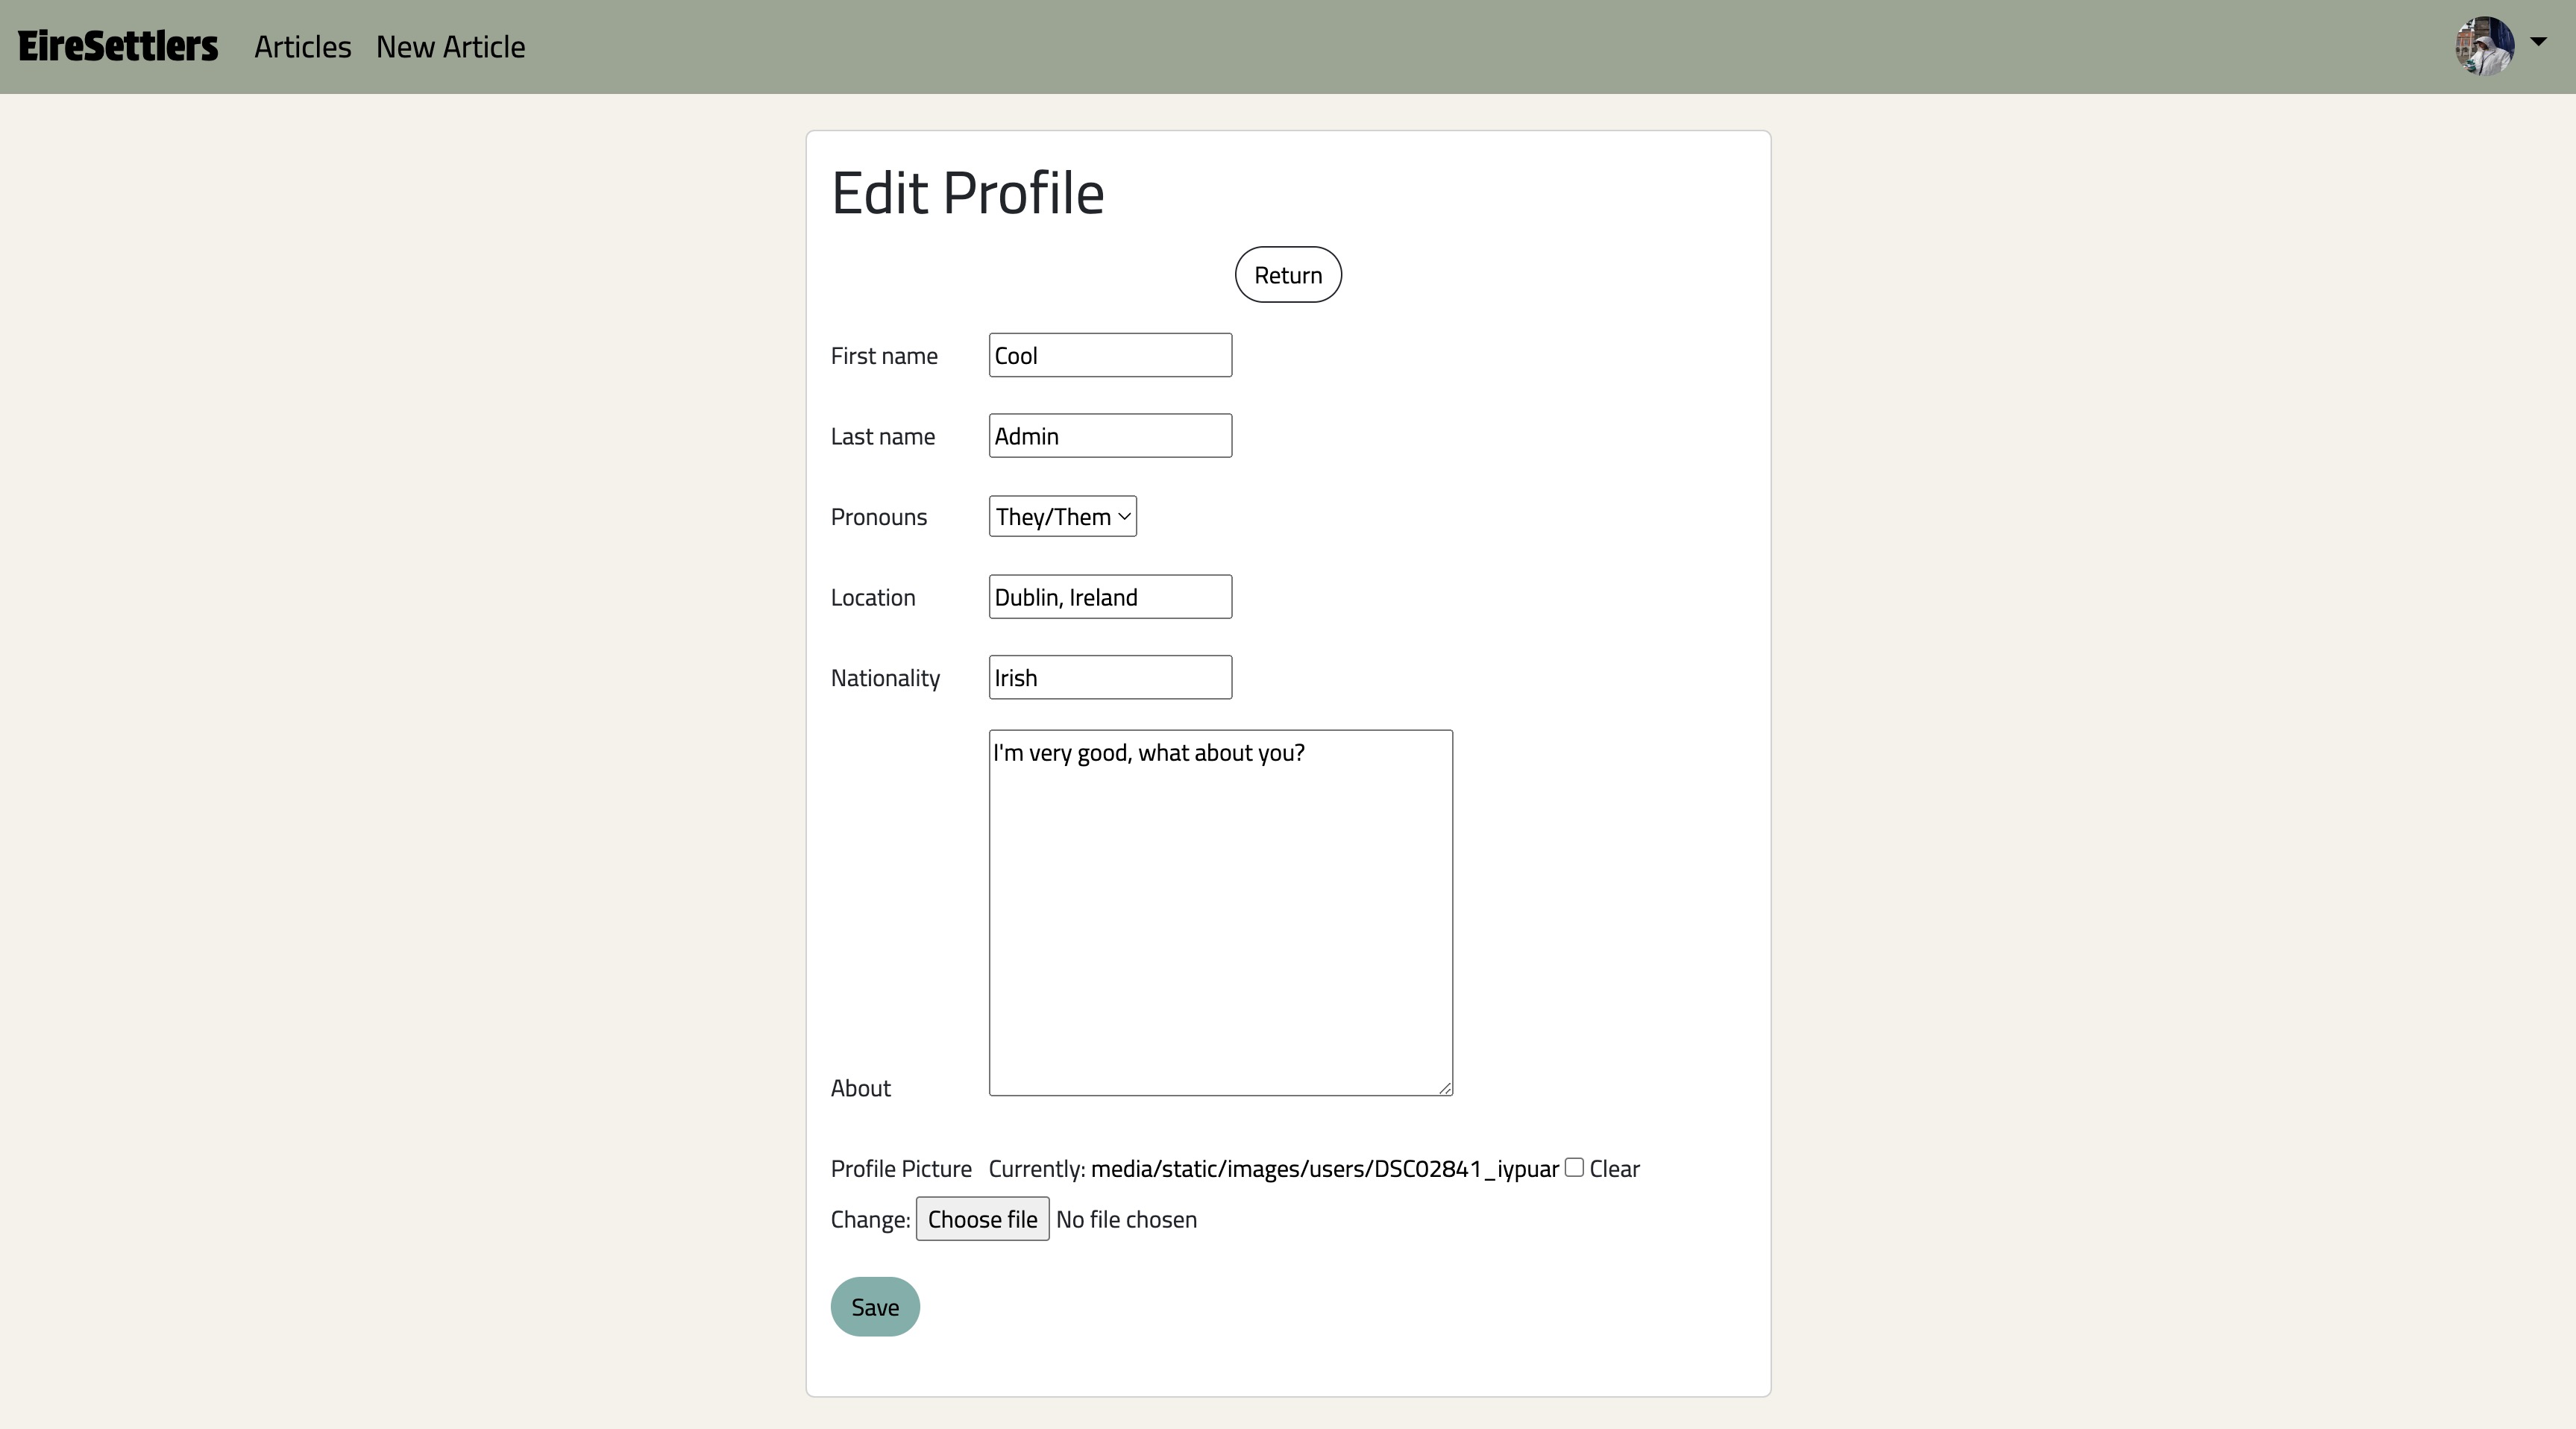 EireSettlers Articles New Article
Edit Profile
Return
First name Cool
Last name Admin
Pronouns They/Them
Location Dublin, Ireland
Nationality Irish
I'm very good, what about you?
About
Profile Picture Currently: media/static/images/users/DSC02841_iypuar Clear
Change: Choose file No file chosen
Save